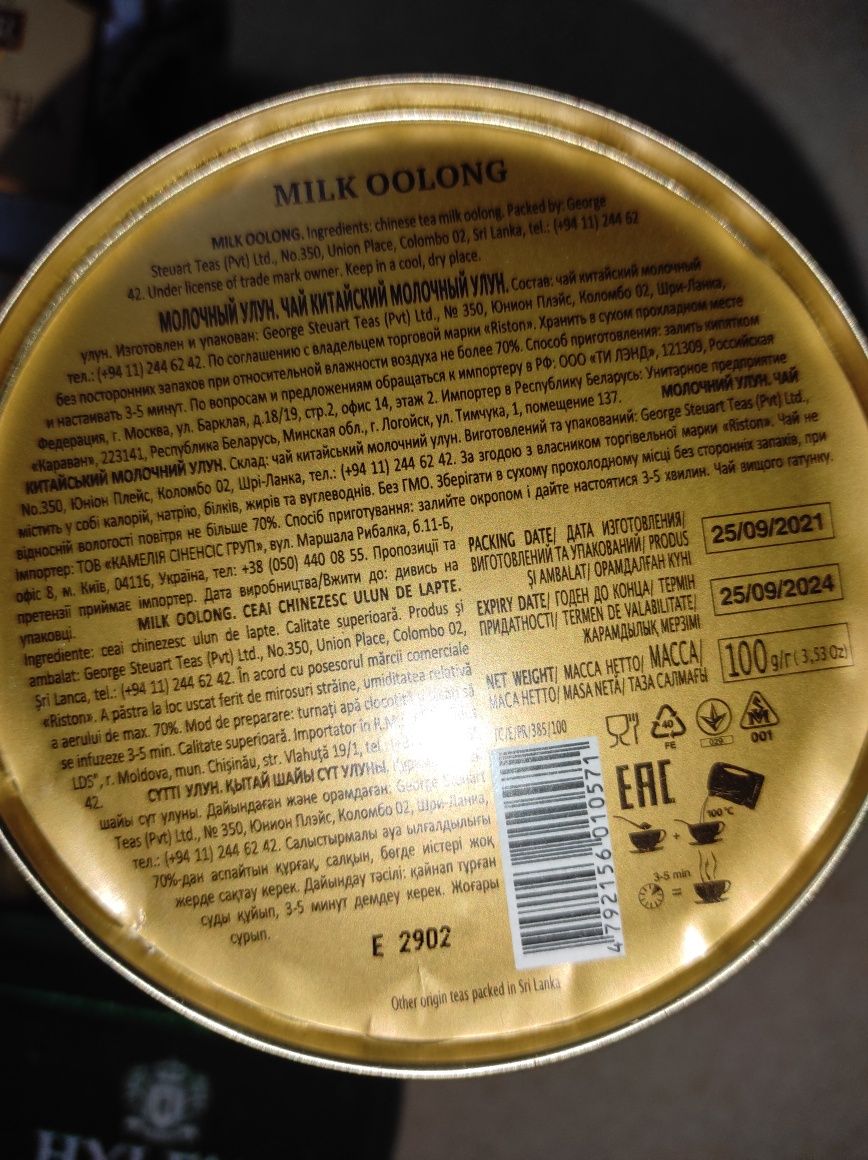 MILK OOLONG
MILK OOLONG. Ingredients: chinese tea milk oolong. Packed by: George
Steuart Teas (Pvt) Ltd., No.350, Union Place, Colombo 02, Sri Lanka, tel.: (+94 11) 244 62
42. Under license of trade mark owner. Keep in a cool, dry place.
МОЛОЧНЫЙ УЛУН. ЧАЙ КИТАЙСКИЙ МОЛОЧНЫЙ УЛУН. Состав: чай китайский молочный
улун. Изготовлен и упакован: George Steuart Teas (Pvt) Ltd., № 350, Юнион Плэйс, Коломбо 02, Шри-Ланка,
тел.: (+94 11) 244 62 42. По соглашению с владельцем торговой марки «Riston». Хранить в сухом прохладном месте
без посторонних запахов при относительной влажности воздуха не более 70%. Способ приготовления: залить кипятком
и настаивать 3-5 минут. По вопросам и предложениям обращаться к импортеру в РФ: ООО «ТИ ЛЭНД», 121309, Российская
Федерация, г. Москва, ул. Барклая, д.18/19, стр.2, офис 14, этаж 2. Импортер в Республику Беларусь: Унитарное предприятие
«Караван», 223141, Республика Беларусь, Минская обл., г. Логойск, ул. Тимчука, 1, помещение 137. МОЛОЧНИЙ УЛУН. ЧАЙ
КИТАЙСЬКИЙ МОЛОЧНИЙ УЛУН. Склад: чай китайський молочний улун. Виготовлений та упакований: George Steuart Teas (Pvt) Ltd.,
No.350, Юніон Плейс, Коломбо 02, Шрі-Ланка, тел.: (+94 11) 244 62 42. За згодою з власником торгівельної марки «Riston». Чай не
містить у собі калорій, натрію, білків, жирів та вуглеводнів. Без ГМО. Зберігати в сухому прохолодному місці без сторонніх запахів, при
відносній вологості повітря не більше 70%. Спосіб приготування: залийте окропом і дайте настоятися 3-5 хвилин. Чай вищого гатунку.
Імпортер: ТОВ «КАМЕЛІЯ СІНЕНСІС ГРУП», вул. Маршала Рибалка, б.11-Б,
офіс 8, м. Київ, 04116, Україна, тел: +38 (050) 440 08 55. Пропозиції та
претензії приймає імпортер. Дата виробництва/Вжити до: дивись на
упаковці. MILK OOLONG. CEAI CHINEZESC ULUN DE LAPTE.
Ingrediente: ceai chinezesc ulun de lapte. Calitate superioară. Produs și
ambalat: George Steuart Teas (Pvt) Ltd., No.350, Union Place, Colombo 02,
Șri Lanca, tel.: (+94 11) 244 62 42. În acord cu posesorul mărcii comerciale
«Riston». A păstra la loc uscat ferit de mirosuri străine, umiditatea relativă
a aerului de max. 70%. Mod de preparare: turnați apă să
se infuzeze 3-5 min. Calitate superioară. Importator în R.M.
LDS", r. Moldova, mun. Chișinău, str. Vlahuță 19/1, tel
42. СҮТТІ УЛУН. ҚЫТАЙ ШАЙЫ СҮТ УЛУНЫ.
шайы сүт улуны. Дайындаған және орамдаған: George Steuart
Teas (Pvt) Ltd., № 350, Юнион Плэйс, Коломбо 02, Шри-Ланка,
тел.: (+94 11) 244 62 42. Салыстырмалы ауа ылғалдылығы
70%-дан аспайтын құрғақ, салқын, бөгде иістері жоқ
жерде сақтау керек. Дайындау тәсілі: қайнап тұрған
суды құйып, 3-5 минут демдеу керек. Жоғары
сұрып.
PACKING DATE/ ДАТА ИЗГОТОВЛЕНИЯ/
ВИГОТОВЛЕНИЙ ТА УПАКОВАНИЙ/ PRODUS
ȘI AMBALAT/ ОРАМДАЛҒАН КҮНІ
25/09/2021
EXPIRY DATE/ ГОДЕН ДО КОНЦА/ ТЕРМІН
ПРИДАТНОСТІ/ TERMEN DE VALABILITATE/
ЖАРАМДЫЛЫҚ МЕРЗІМІ
25/09/2024
NET WEIGHT/ МАССА НЕТТО/ МАССА/
МАСА НЕТТО/ MASA NETĂ/ ТАЗА САЛМАҒЫ
100 g/г (3,53 Oz)
TC/E/PR/385/100
40
FE
029
001
EAC
100°C
+
3-5 min
=
4 792156 010571
E 2902
Other origin teas packed in Sri Lanka